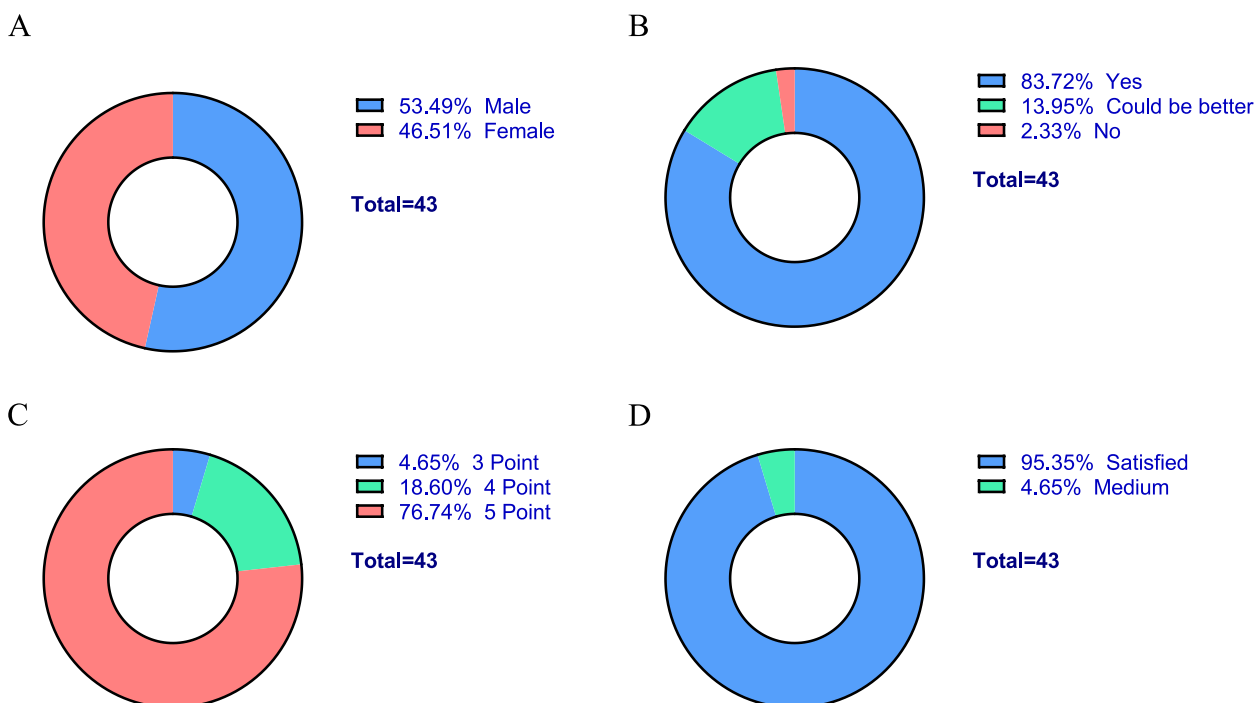 A
53.49% Male
46.51% Female
Total=43
B
83.72% Yes
13.95% Could be better
2.33% No
Total=43
C
4.65% 3 Point
18.60% 4 Point
76.74% 5 Point
Total=43
D
95.35% Satisfied
4.65% Medium
Total=43